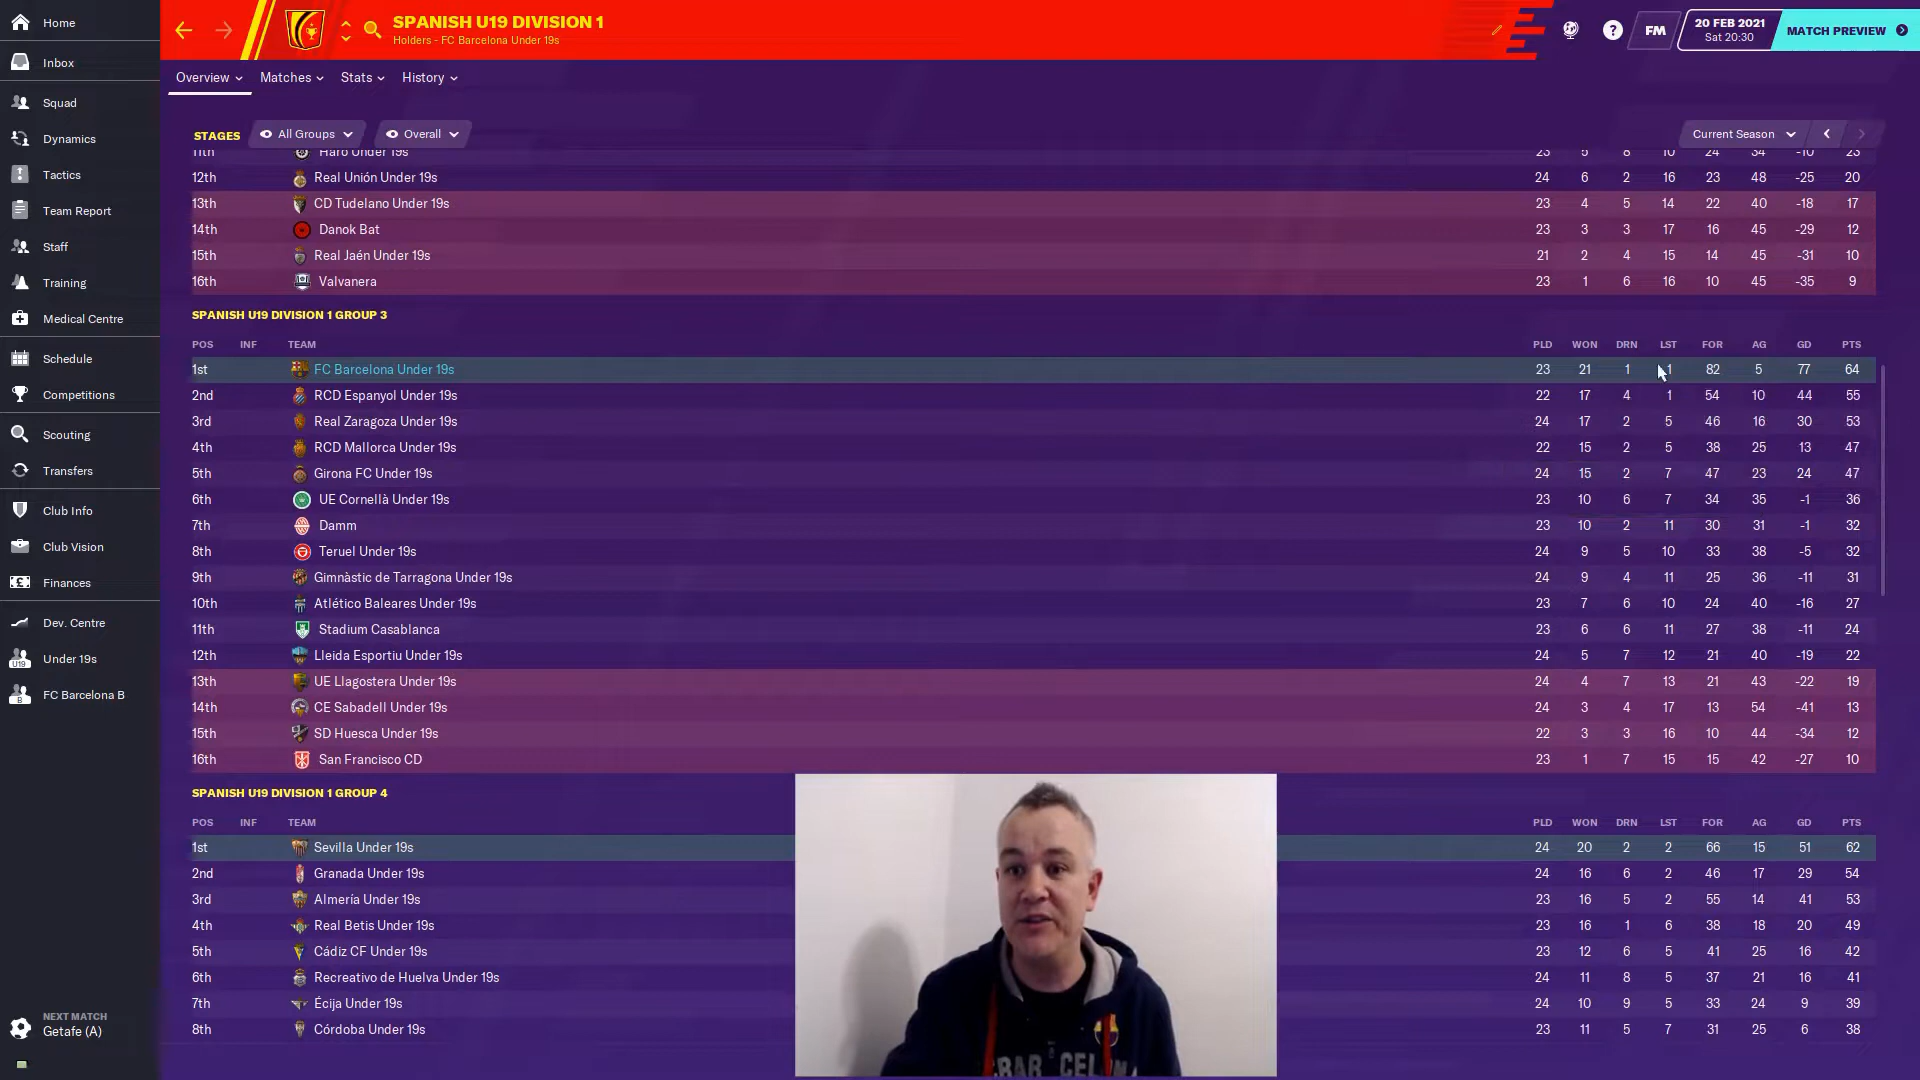 Home
Inbox
Squad
Dynamics
Tactics
Team Report
Staff
Training
Medical Centre
Schedule
Competitions
Scouting
Transfers
Club Info
Club Vision
Finances
Dev. Centre
U19 Under 19s
B FC Barcelona B
NEXT MATCH
Getafe (A)
SPANISH U19 DIVISION 1
Holders - FC Barcelona Under 19s
FM
20 FEB 2021
Sat 20:30
MATCH PREVIEW
Overview Matches Stats History
STAGES All Groups Overall Current Season
11th Haro Under 19s 23 5 8 10 24 34 -10 23
12th Real Unión Under 19s 24 6 2 16 23 48 -25 20
13th CD Tudelano Under 19s 23 4 5 14 22 40 -18 17
14th Danok Bat 23 3 3 17 16 45 -29 12
15th Real Jaén Under 19s 21 2 4 15 14 45 -31 10
16th Valvanera 23 1 6 16 10 45 -35 9
SPANISH U19 DIVISION 1 GROUP 3
POS INF TEAM PLD WON DRN LST FOR AG GD PTS
1st FC Barcelona Under 19s 23 21 1 1 82 5 77 64
2nd RCD Espanyol Under 19s 22 17 4 1 54 10 44 55
3rd Real Zaragoza Under 19s 24 17 2 5 46 16 30 53
4th RCD Mallorca Under 19s 22 15 2 5 38 25 13 47
5th Girona FC Under 19s 24 15 2 7 47 23 24 47
6th UE Cornellà Under 19s 23 10 6 7 34 35 -1 36
7th Damm 23 10 2 11 30 31 -1 32
8th Teruel Under 19s 24 9 5 10 33 38 -5 32
9th Gimnàstic de Tarragona Under 19s 24 9 4 11 25 36 -11 31
10th Atlético Baleares Under 19s 23 7 6 10 24 40 -16 27
11th Stadium Casablanca 23 6 6 11 27 38 -11 24
12th Lleida Esportiu Under 19s 24 5 7 12 21 40 -19 22
13th UE Llagostera Under 19s 24 4 7 13 21 43 -22 19
14th CE Sabadell Under 19s 24 3 4 17 13 54 -41 13
15th SD Huesca Under 19s 22 3 3 16 10 44 -34 12
16th San Francisco CD 23 1 7 15 15 42 -27 10
SPANISH U19 DIVISION 1 GROUP 4
POS INF TEAM PLD WON DRN LST FOR AG GD PTS
1st Sevilla Under 19s 24 20 2 2 66 15 51 62
2nd Granada Under 19s 24 16 6 2 46 17 29 54
3rd Almería Under 19s 23 16 5 2 55 14 41 53
4th Real Betis Under 19s 23 16 1 6 38 18 20 49
5th Cádiz CF Under 19s 23 12 6 5 41 25 16 42
6th Recreativo de Huelva Under 19s 24 11 8 5 37 21 16 41
7th Écija Under 19s 24 10 9 5 33 24 9 39
8th Córdoba Under 19s 23 11 5 7 31 25 6 38